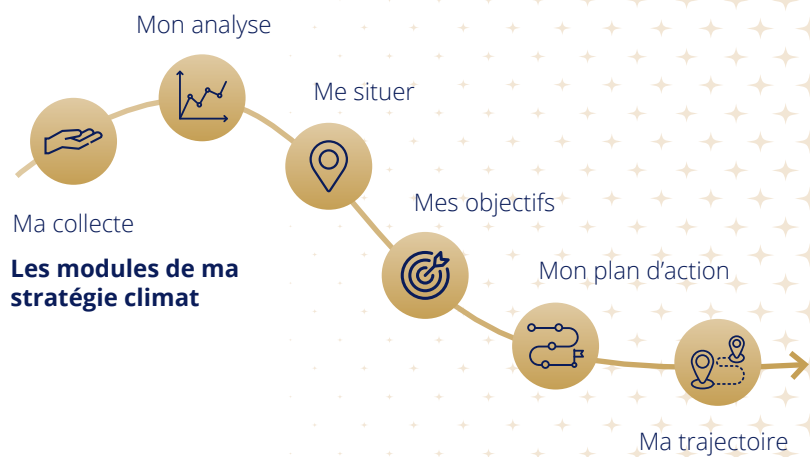 Mon analyse
Me situer
Ma collecte
Mes objectifs
Les modules de ma
stratégie climat
Mon plan d’action
Ma trajectoire